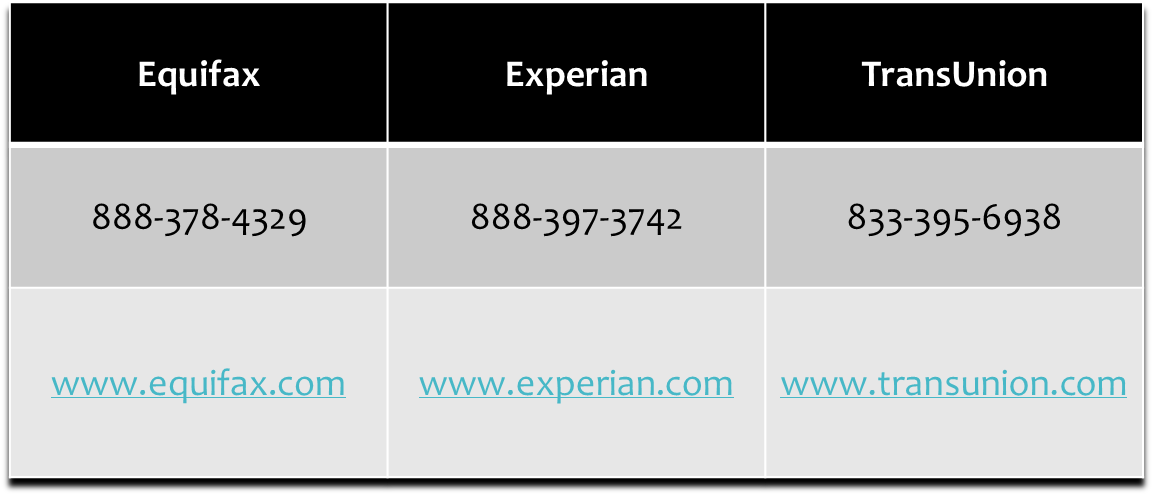 Equifax Experian TransUnion
888-378-4329 888-397-3742 833-395-6938
www.equifax.com www.experian.com www.transunion.com